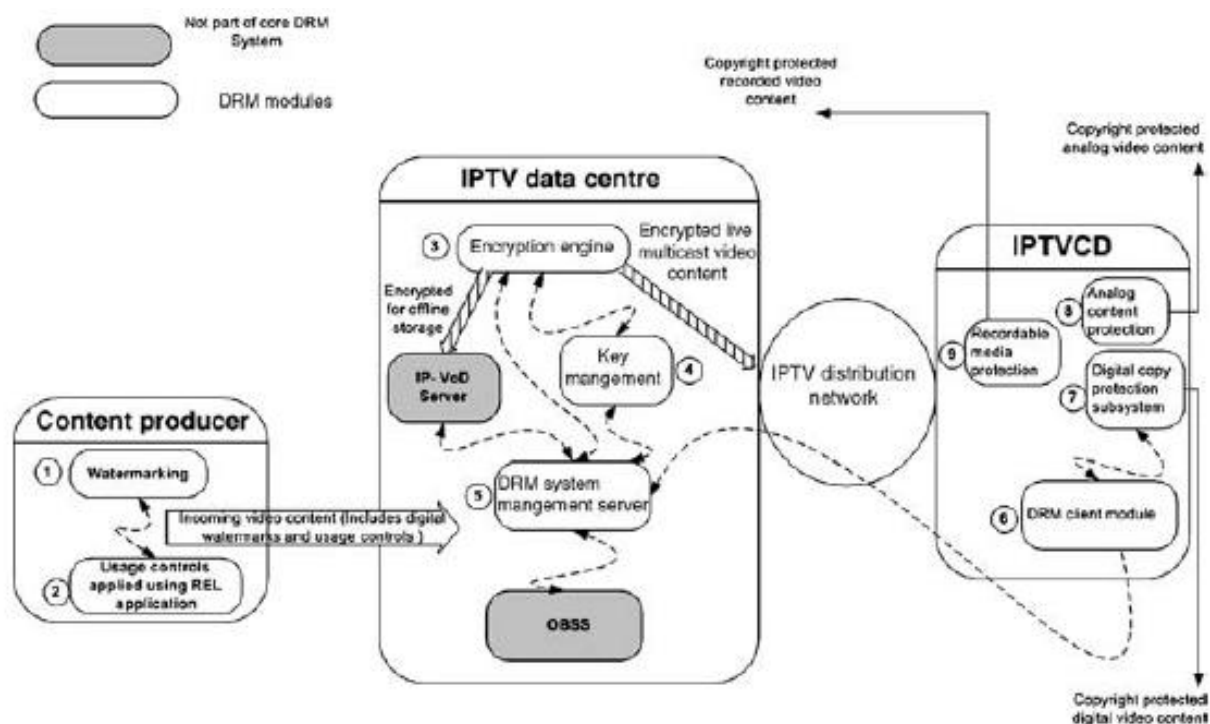 Not part of core DRM
System
DRM modules
Copyright protected
recorded video
content
Copyright protected
analog video content
IPTV data centre
3
Encryption engine
Encrypted live
multicast video
content
Encrypted
for offline
storage
IP- VoD
Server
Key
mangement
4
IPTV distribution
network
IPTVCD
8
Analog
content
protection
9
Recordable
media
protection
7
Digital copy
protection
subsystem
Content producer
1
Watermarking
Incoming video content (Includes digital
watermarks and usage controls )
5
DRM system
mangement server
6
DRM client module
2
Usage controls
applied using REL
application
OBSS
Copyright protected
digital video content